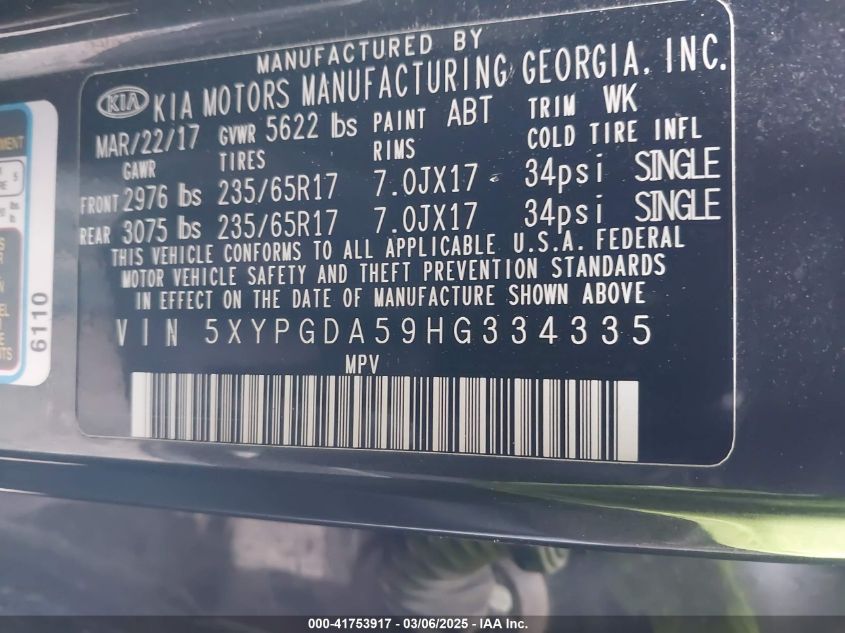 MANUFACTURED BY
KIA KIA MOTORS MANUFACTURING GEORGIA, INC.
MAR/22/17 GVWR 5622 lbs PAINT ABT TRIM WK
GAWR TIRES RIMS COLD TIRE INFL
FRONT 2976 lbs 235/65R17 7.0JX17 34psi SINGLE
REAR 3075 lbs 235/65R17 7.0JX17 34psi SINGLE
THIS VEHICLE CONFORMS TO ALL APPLICABLE U.S.A. FEDERAL
MOTOR VEHICLE SAFETY AND THEFT PREVENTION STANDARDS
IN EFFECT ON THE DATE OF MANUFACTURE SHOWN ABOVE
VIN 5XYPGDA59HG334335
MPV
6110
000-41753917 - 03/06/2025 - IAA Inc.